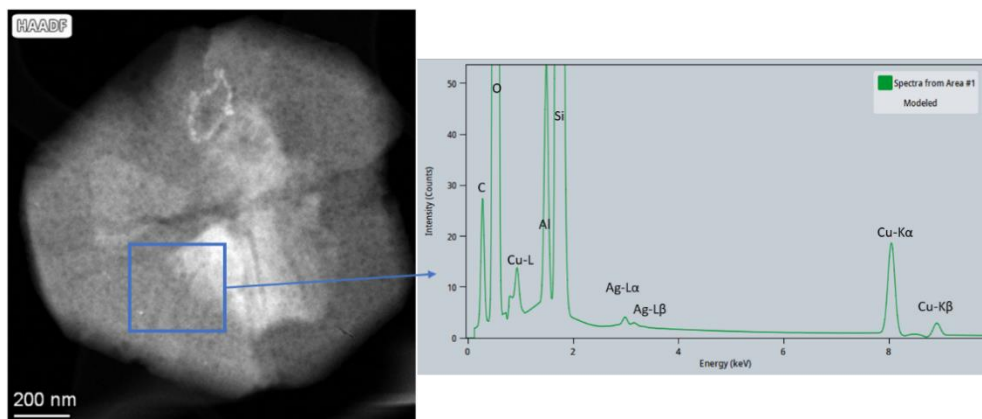 HAADF
200 nm
Spectra from Area #1
Modeled
Intensity (Counts)
50
40
30
20
10
0
O
Si
C
Al
Cu-L
Ag-Lα
Ag-Lβ
Cu-Kα
Cu-Kβ
0
2
4
6
8
Energy (keV)